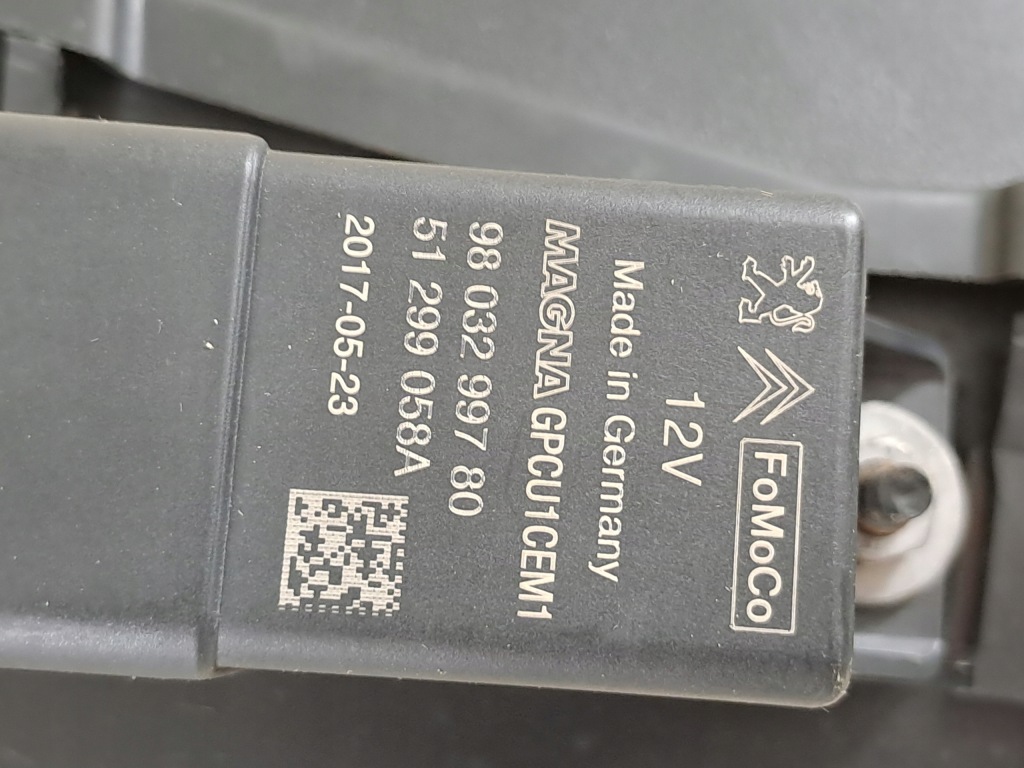 FoMoCo
12V
Made in Germany
MAGNA GPCU1CEM1
98 032 997 80
51 299 058A
2017-05-23